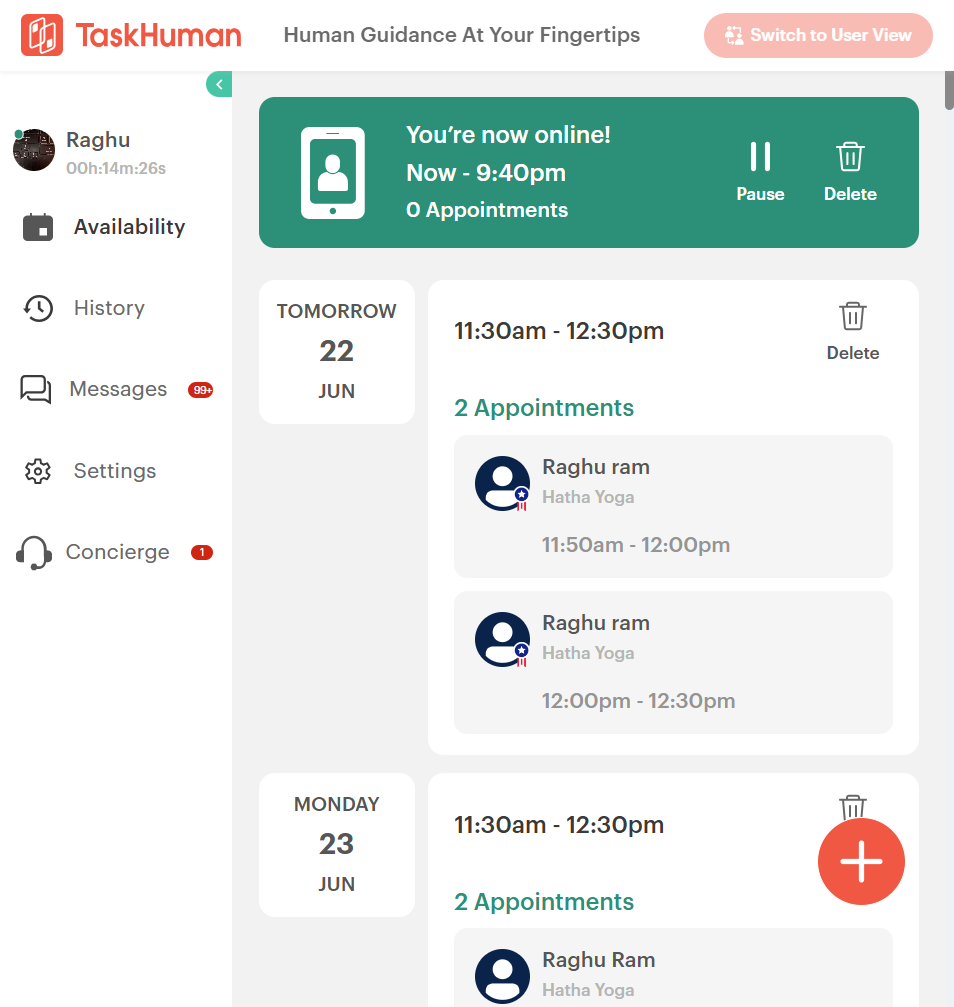 TaskHuman
Human Guidance At Your Fingertips
Switch to User View
Raghu
00h:14m:26s
Availability
History
Messages
99+
Settings
Concierge
1
You’re now online!
Now - 9:40pm
0 Appointments
Pause
Delete
TOMORROW
22
JUN
11:30am - 12:30pm
Delete
2 Appointments
Raghu ram
Hatha Yoga
11:50am - 12:00pm
Raghu ram
Hatha Yoga
12:00pm - 12:30pm
MONDAY
23
JUN
11:30am - 12:30pm
2 Appointments
Raghu Ram
Hatha Yoga